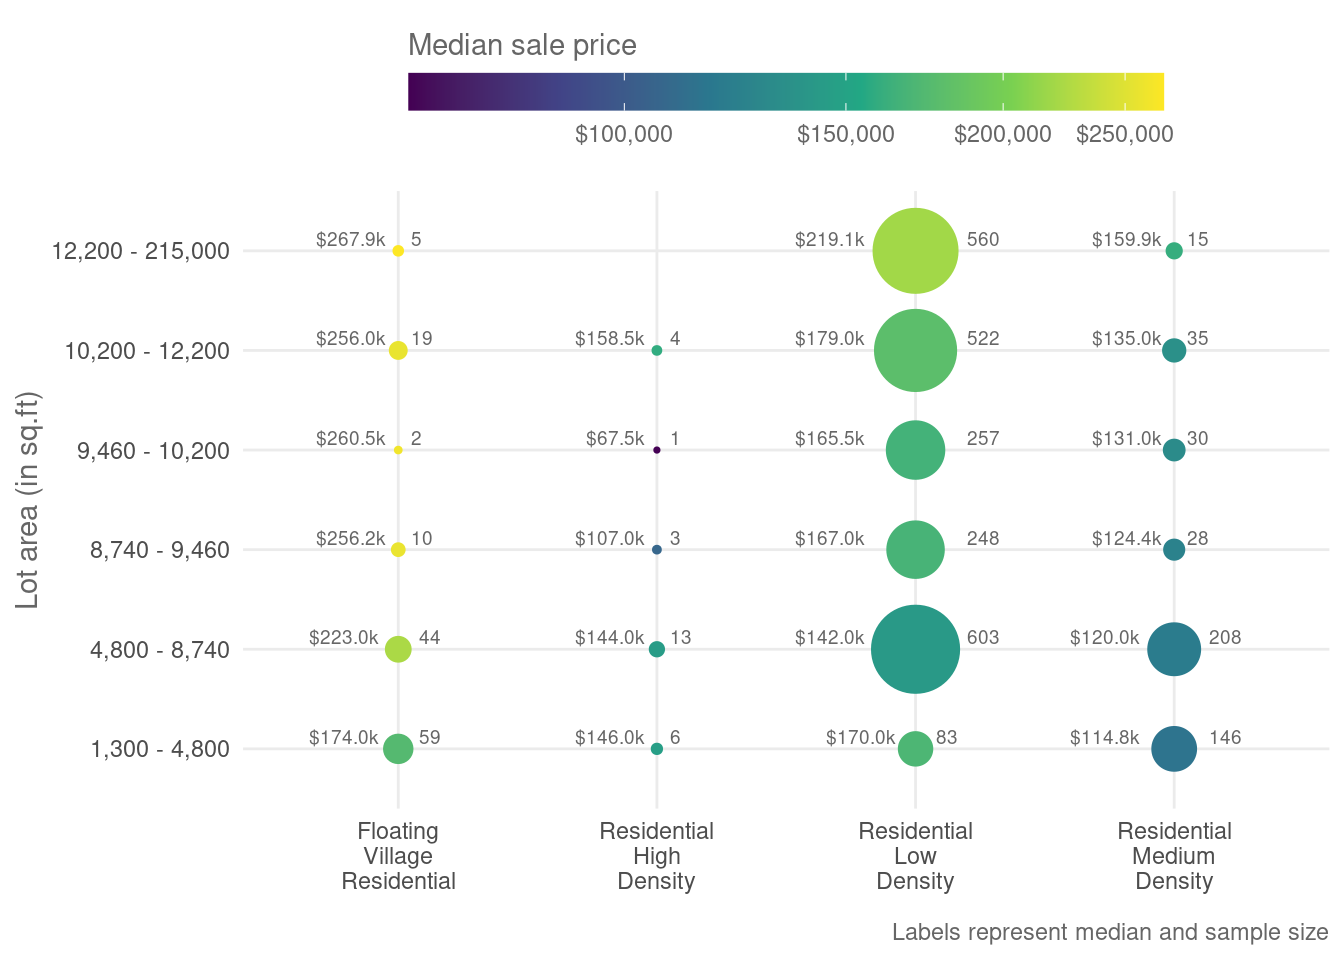 Median sale price
$100,000 $150,000 $200,000 $250,000
Lot area (in sq.ft)
12,200 - 215,000 $267.9k 5 $219.1k 560 $159.9k 15
10,200 - 12,200 $256.0k 19 $158.5k 4 $179.0k 522 $135.0k 35
9,460 - 10,200 $260.5k 2 $67.5k 1 $165.5k 257 $131.0k 30
8,740 - 9,460 $256.2k 10 $107.0k 3 $167.0k 248 $124.4k 28
4,800 - 8,740 $223.0k 44 $144.0k 13 $142.0k 603 $120.0k 208
1,300 - 4,800 $174.0k 59 $146.0k 6 $170.0k 83 $114.8k 146
Floating Residential Residential Residential
Village High Low Medium
Residential Density Density Density
Labels represent median and sample size